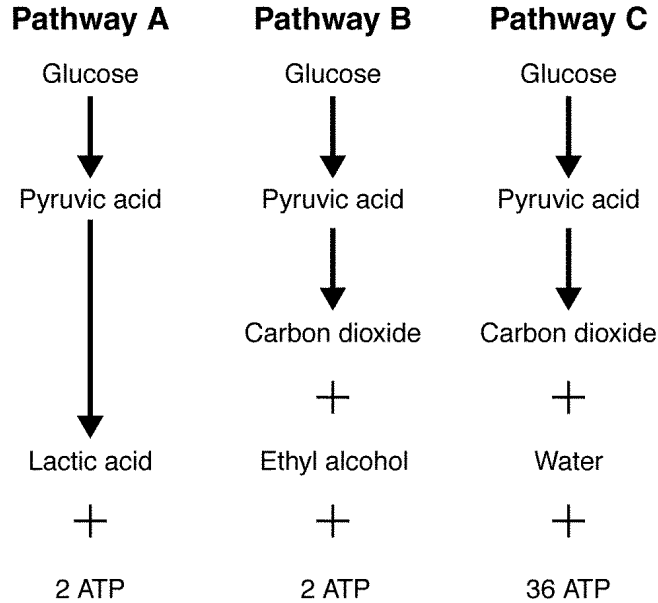 Pathway A
Glucose
Pyruvic acid
Lactic acid
+
2 ATP
Pathway B
Glucose
Pyruvic acid
Carbon dioxide
+
Ethyl alcohol
+
2 ATP
Pathway C
Glucose
Pyruvic acid
Carbon dioxide
+
Water
+
36 ATP